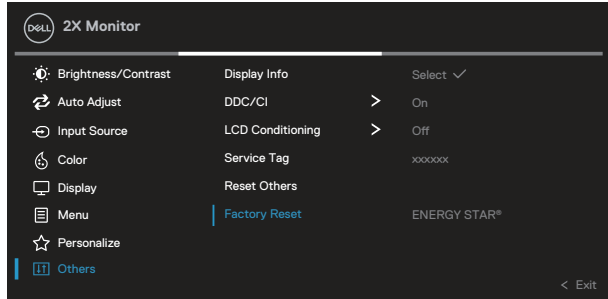 DELL 2X Monitor
Brightness/Contrast Display Info Select ✓
Auto Adjust DDC/CI > On
Input Source LCD Conditioning > Off
Color Service Tag xxxxxx
Display Reset Others
Menu Factory Reset ENERGY STAR®
Personalize
Others
< Exit